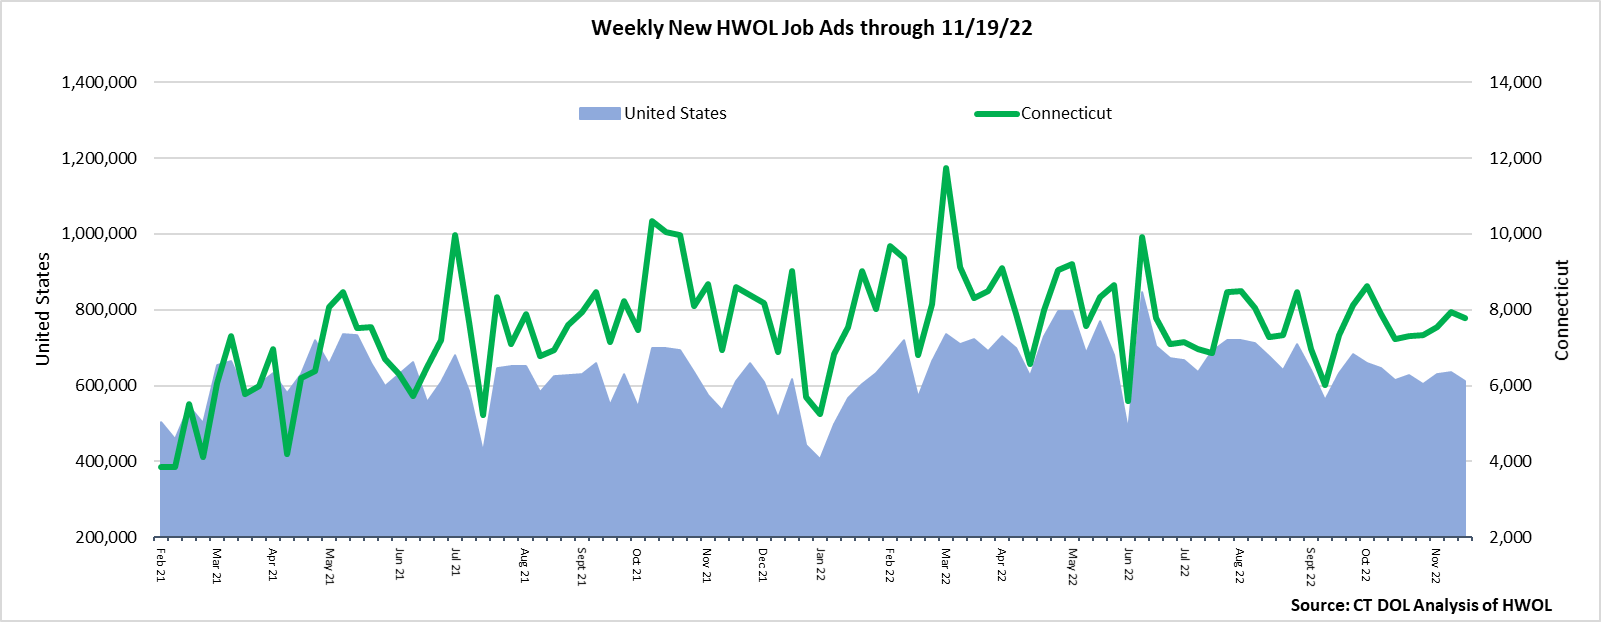 Weekly New HWOL Job Ads through 11/19/22
1,400,000
14,000
United States
Connecticut
1,200,000
12,000
1,000,000
10,000
800,000
8,000
600,000
6,000
400,000
4,000
200,000
2,000
United States
Connecticut
Feb 21
Mar 21
Apr 21
May 21
Jun 21
Jul 21
Aug 21
Sept 21
Oct 21
Nov 21
Dec 21
Jan 22
Feb 22
Mar 22
Apr 22
May 22
Jun 22
Jul 22
Aug 22
Sept 22
Oct 22
Nov 22
Source: CT DOL Analysis of HWOL